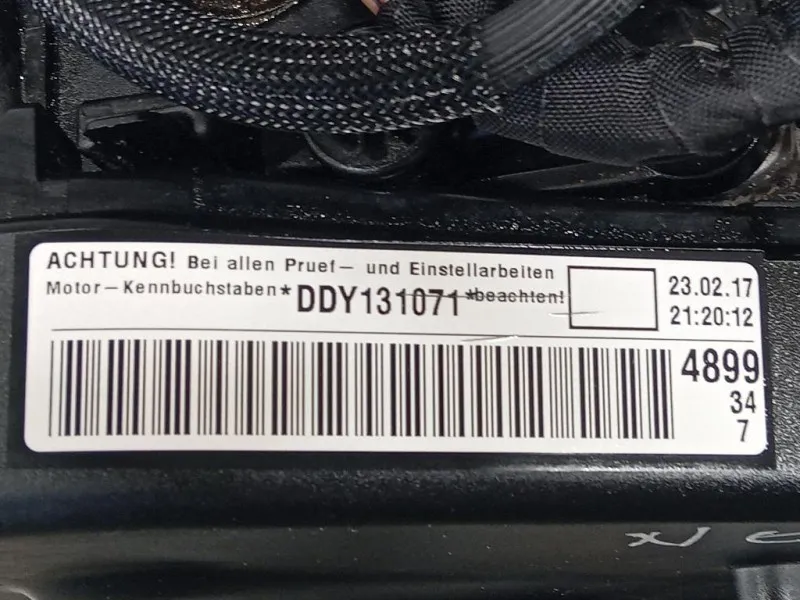 ACHTUNG! Bei allen Pruef- und Einstellarbeiten
Motor-Kennbuchstaben*DDY131071*beachten!
23.02.17
21:20:12
4899
34
7